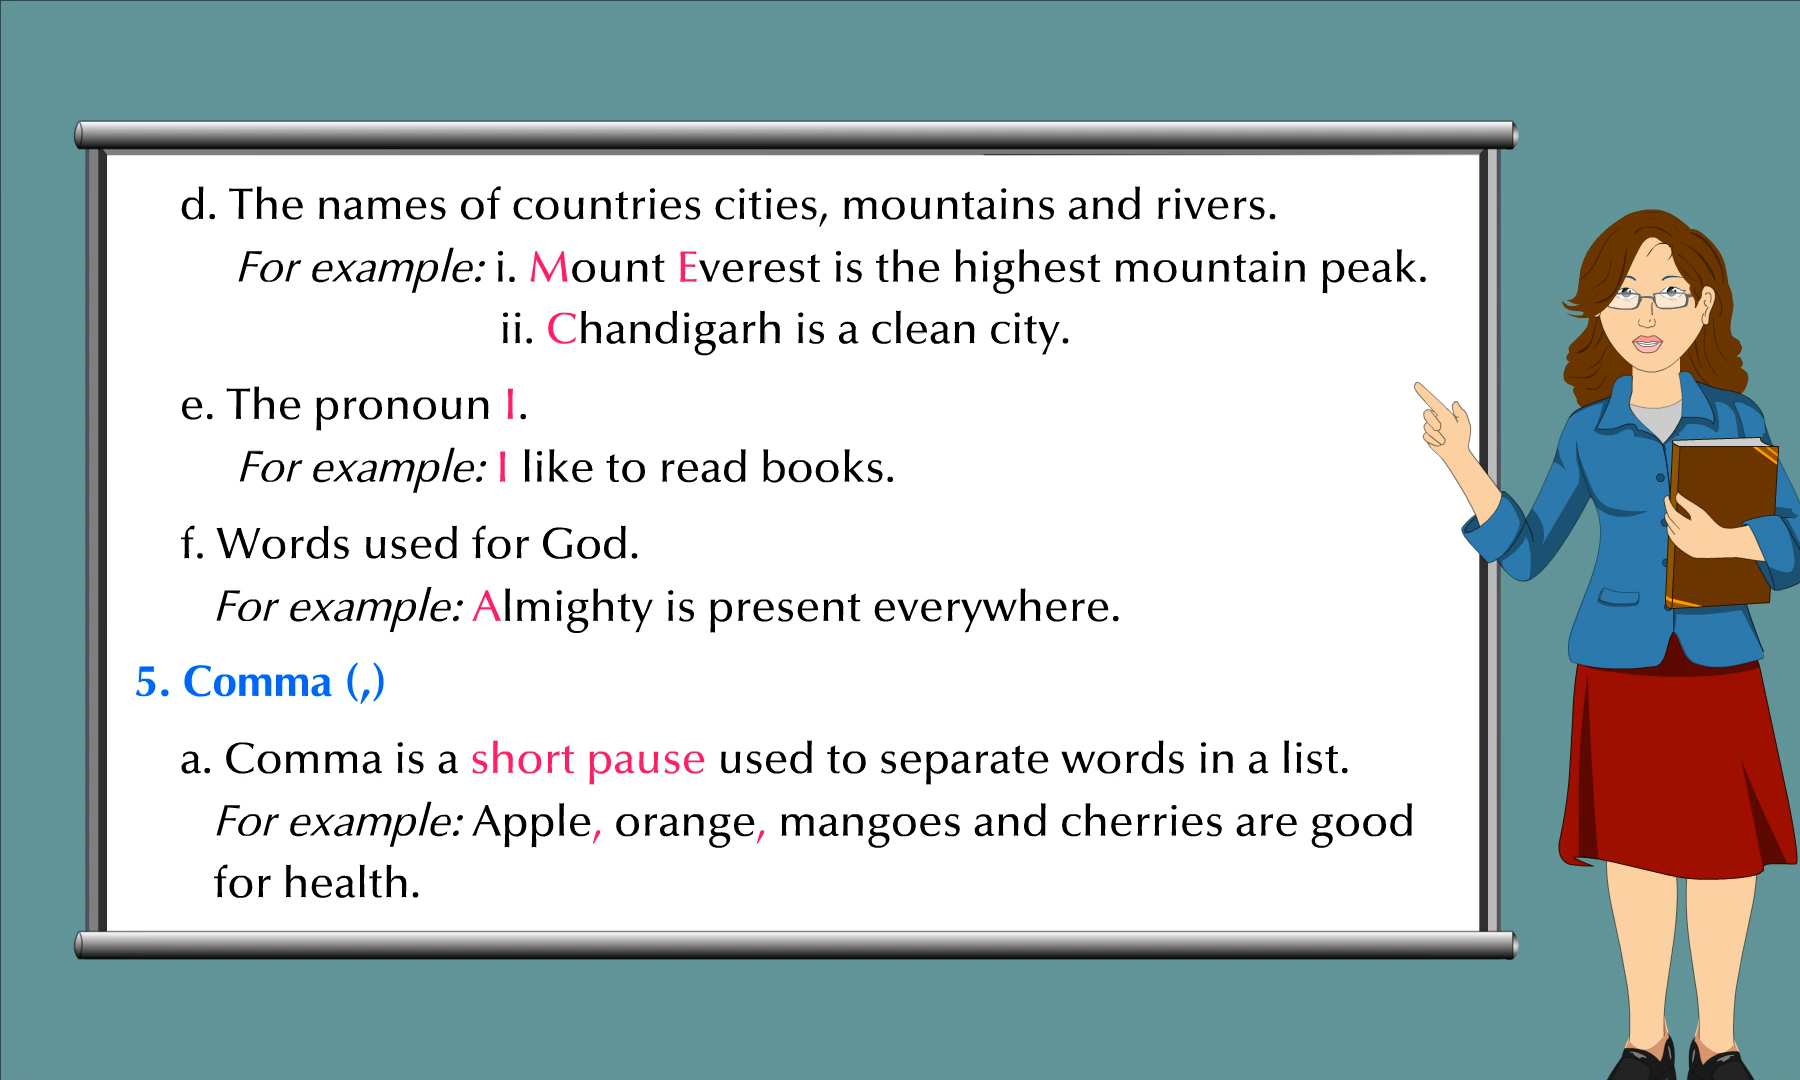 d. The names of countries cities, mountains and rivers.
For example: i. Mount Everest is the highest mountain peak.
ii. Chandigarh is a clean city.
e. The pronoun I.
For example: I like to read books.
f. Words used for God.
For example: Almighty is present everywhere.
5. Comma (,)
a. Comma is a short pause used to separate words in a list.
For example: Apple, orange, mangoes and cherries are good
for health.